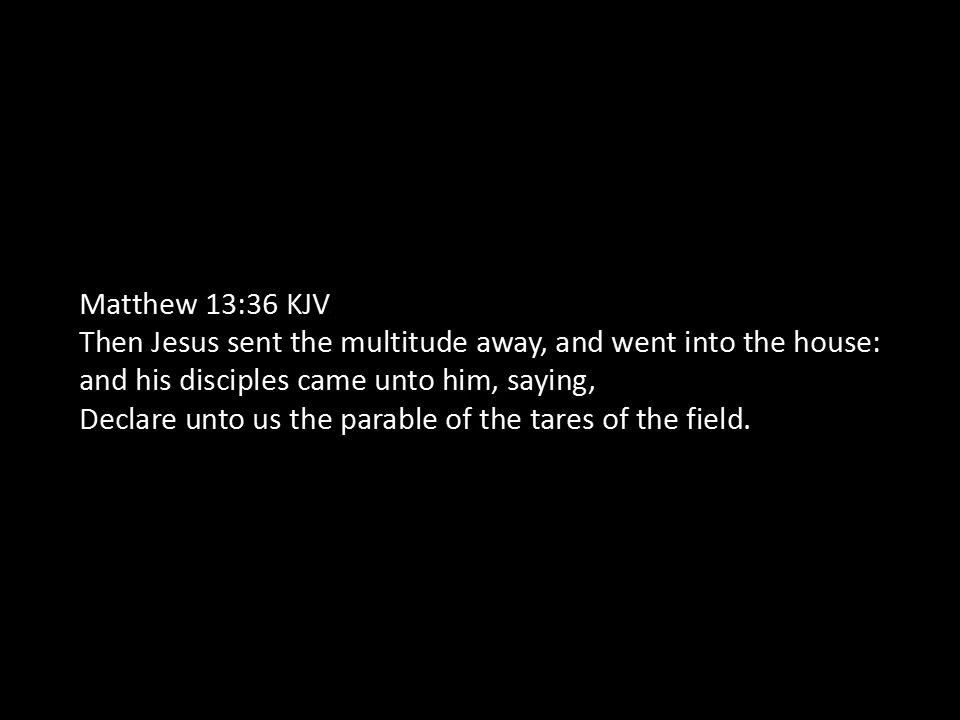 Matthew 13:36 KJV
Then Jesus sent the multitude away, and went into the house:
and his disciples came unto him, saying,
Declare unto us the parable of the tares of the field.